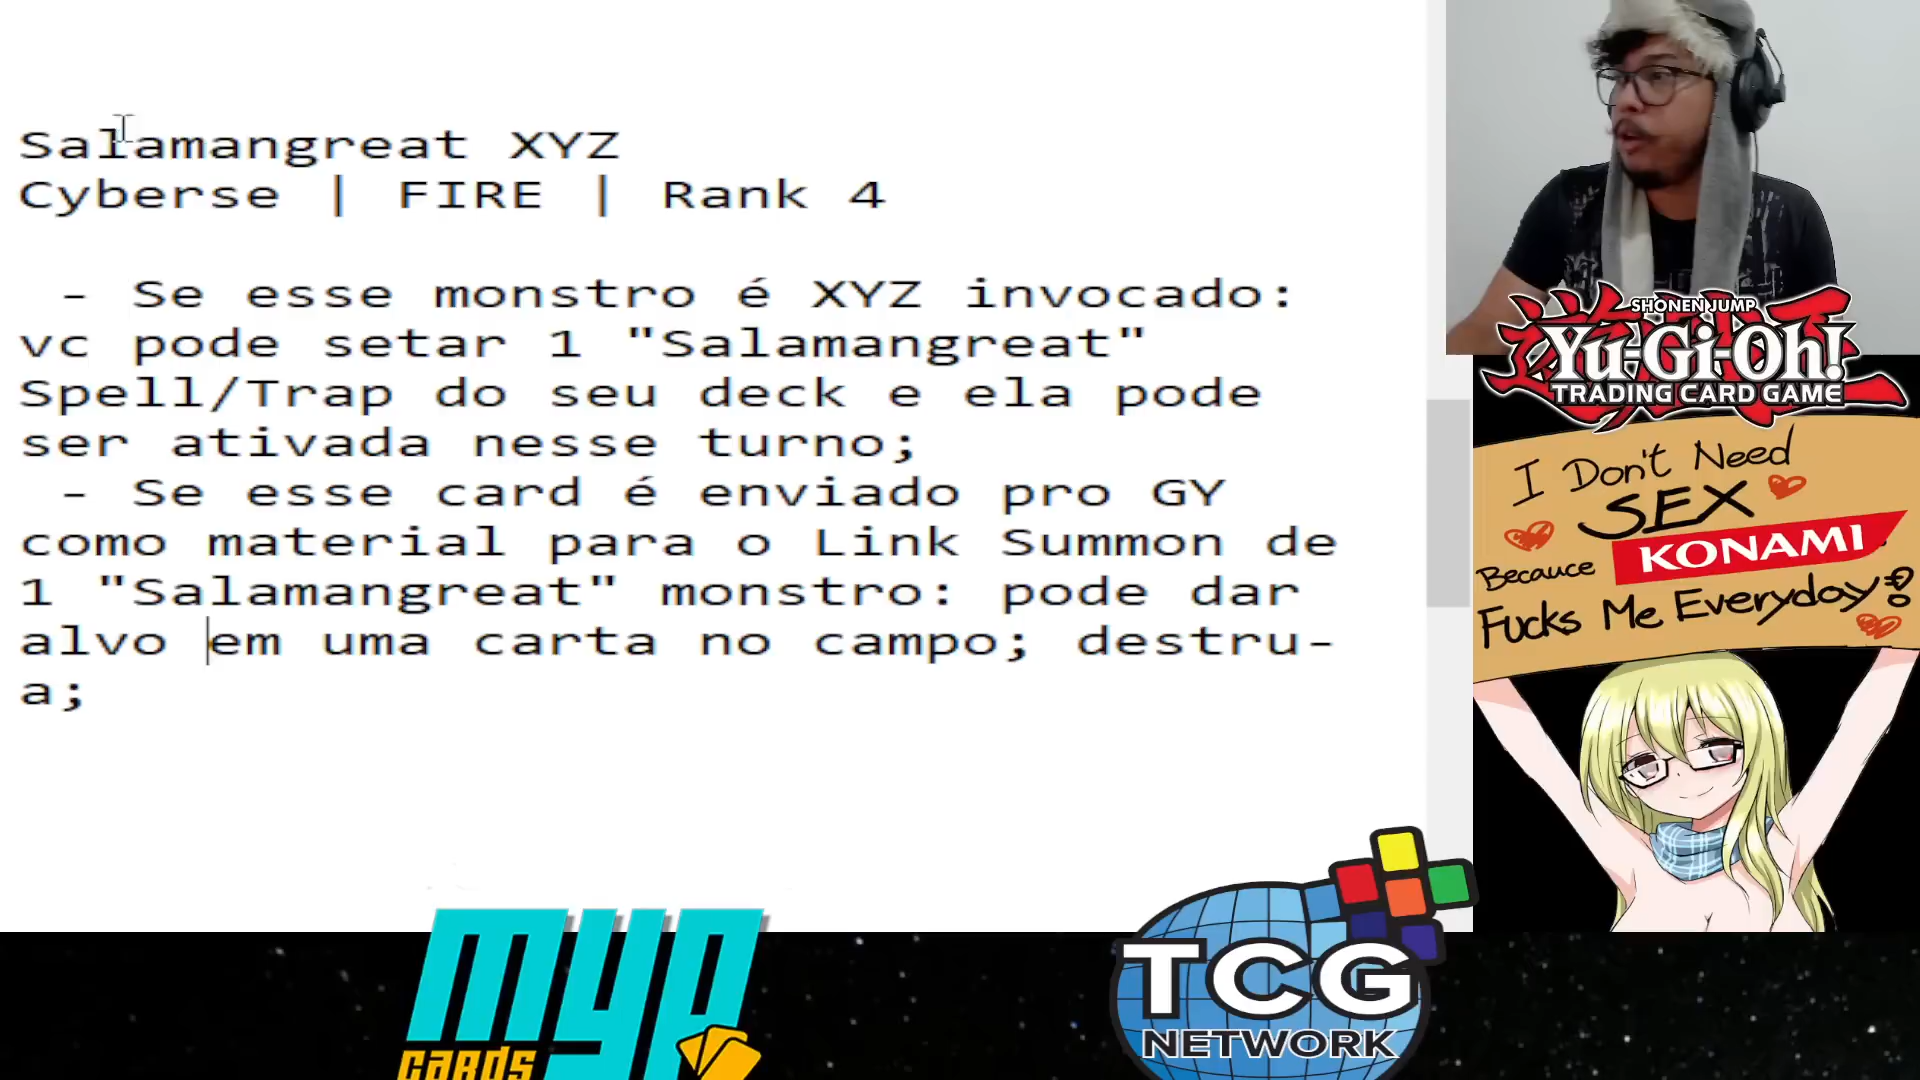 Salamangreat XYZ
Cyberse | FIRE | Rank 4
- Se esse monstro é XYZ invocado:
vc pode setar 1 "Salamangreat"
Spell/Trap do seu deck e ela pode
ser ativada nesse turno;
- Se esse card é enviado pro GY
como material para o Link Summon de
1 "Salamangreat" monstro: pode dar
alvo em uma carta no campo; destru-
a;
SHONEN JUMP
Yu-Gi-Oh!
TRADING CARD GAME
I Don't Need
SEX
Becauce KONAMI
Fucks Me Everyday!?
myp
cards
TCG
NETWORK